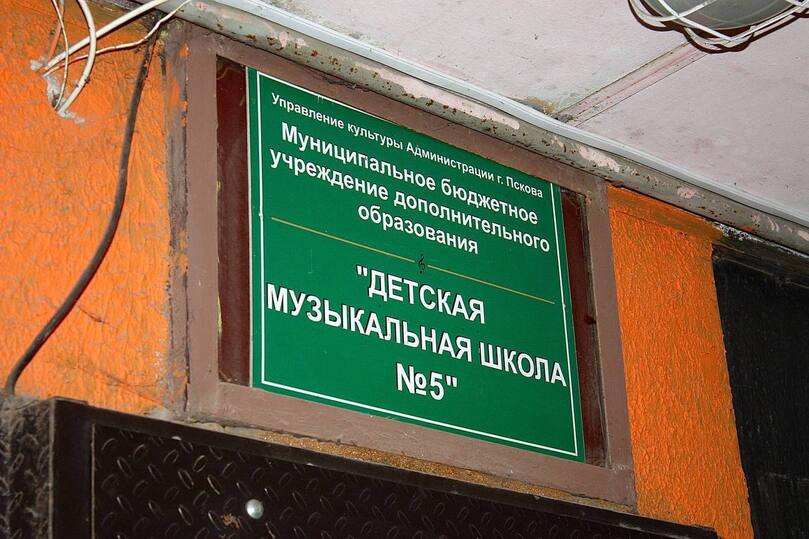 Управление культуры Администрации г. Пскова
Муниципальное бюджетное
учреждение дополнительного
образования
"ДЕТСКАЯ
МУЗЫКАЛЬНАЯ ШКОЛА
№5"